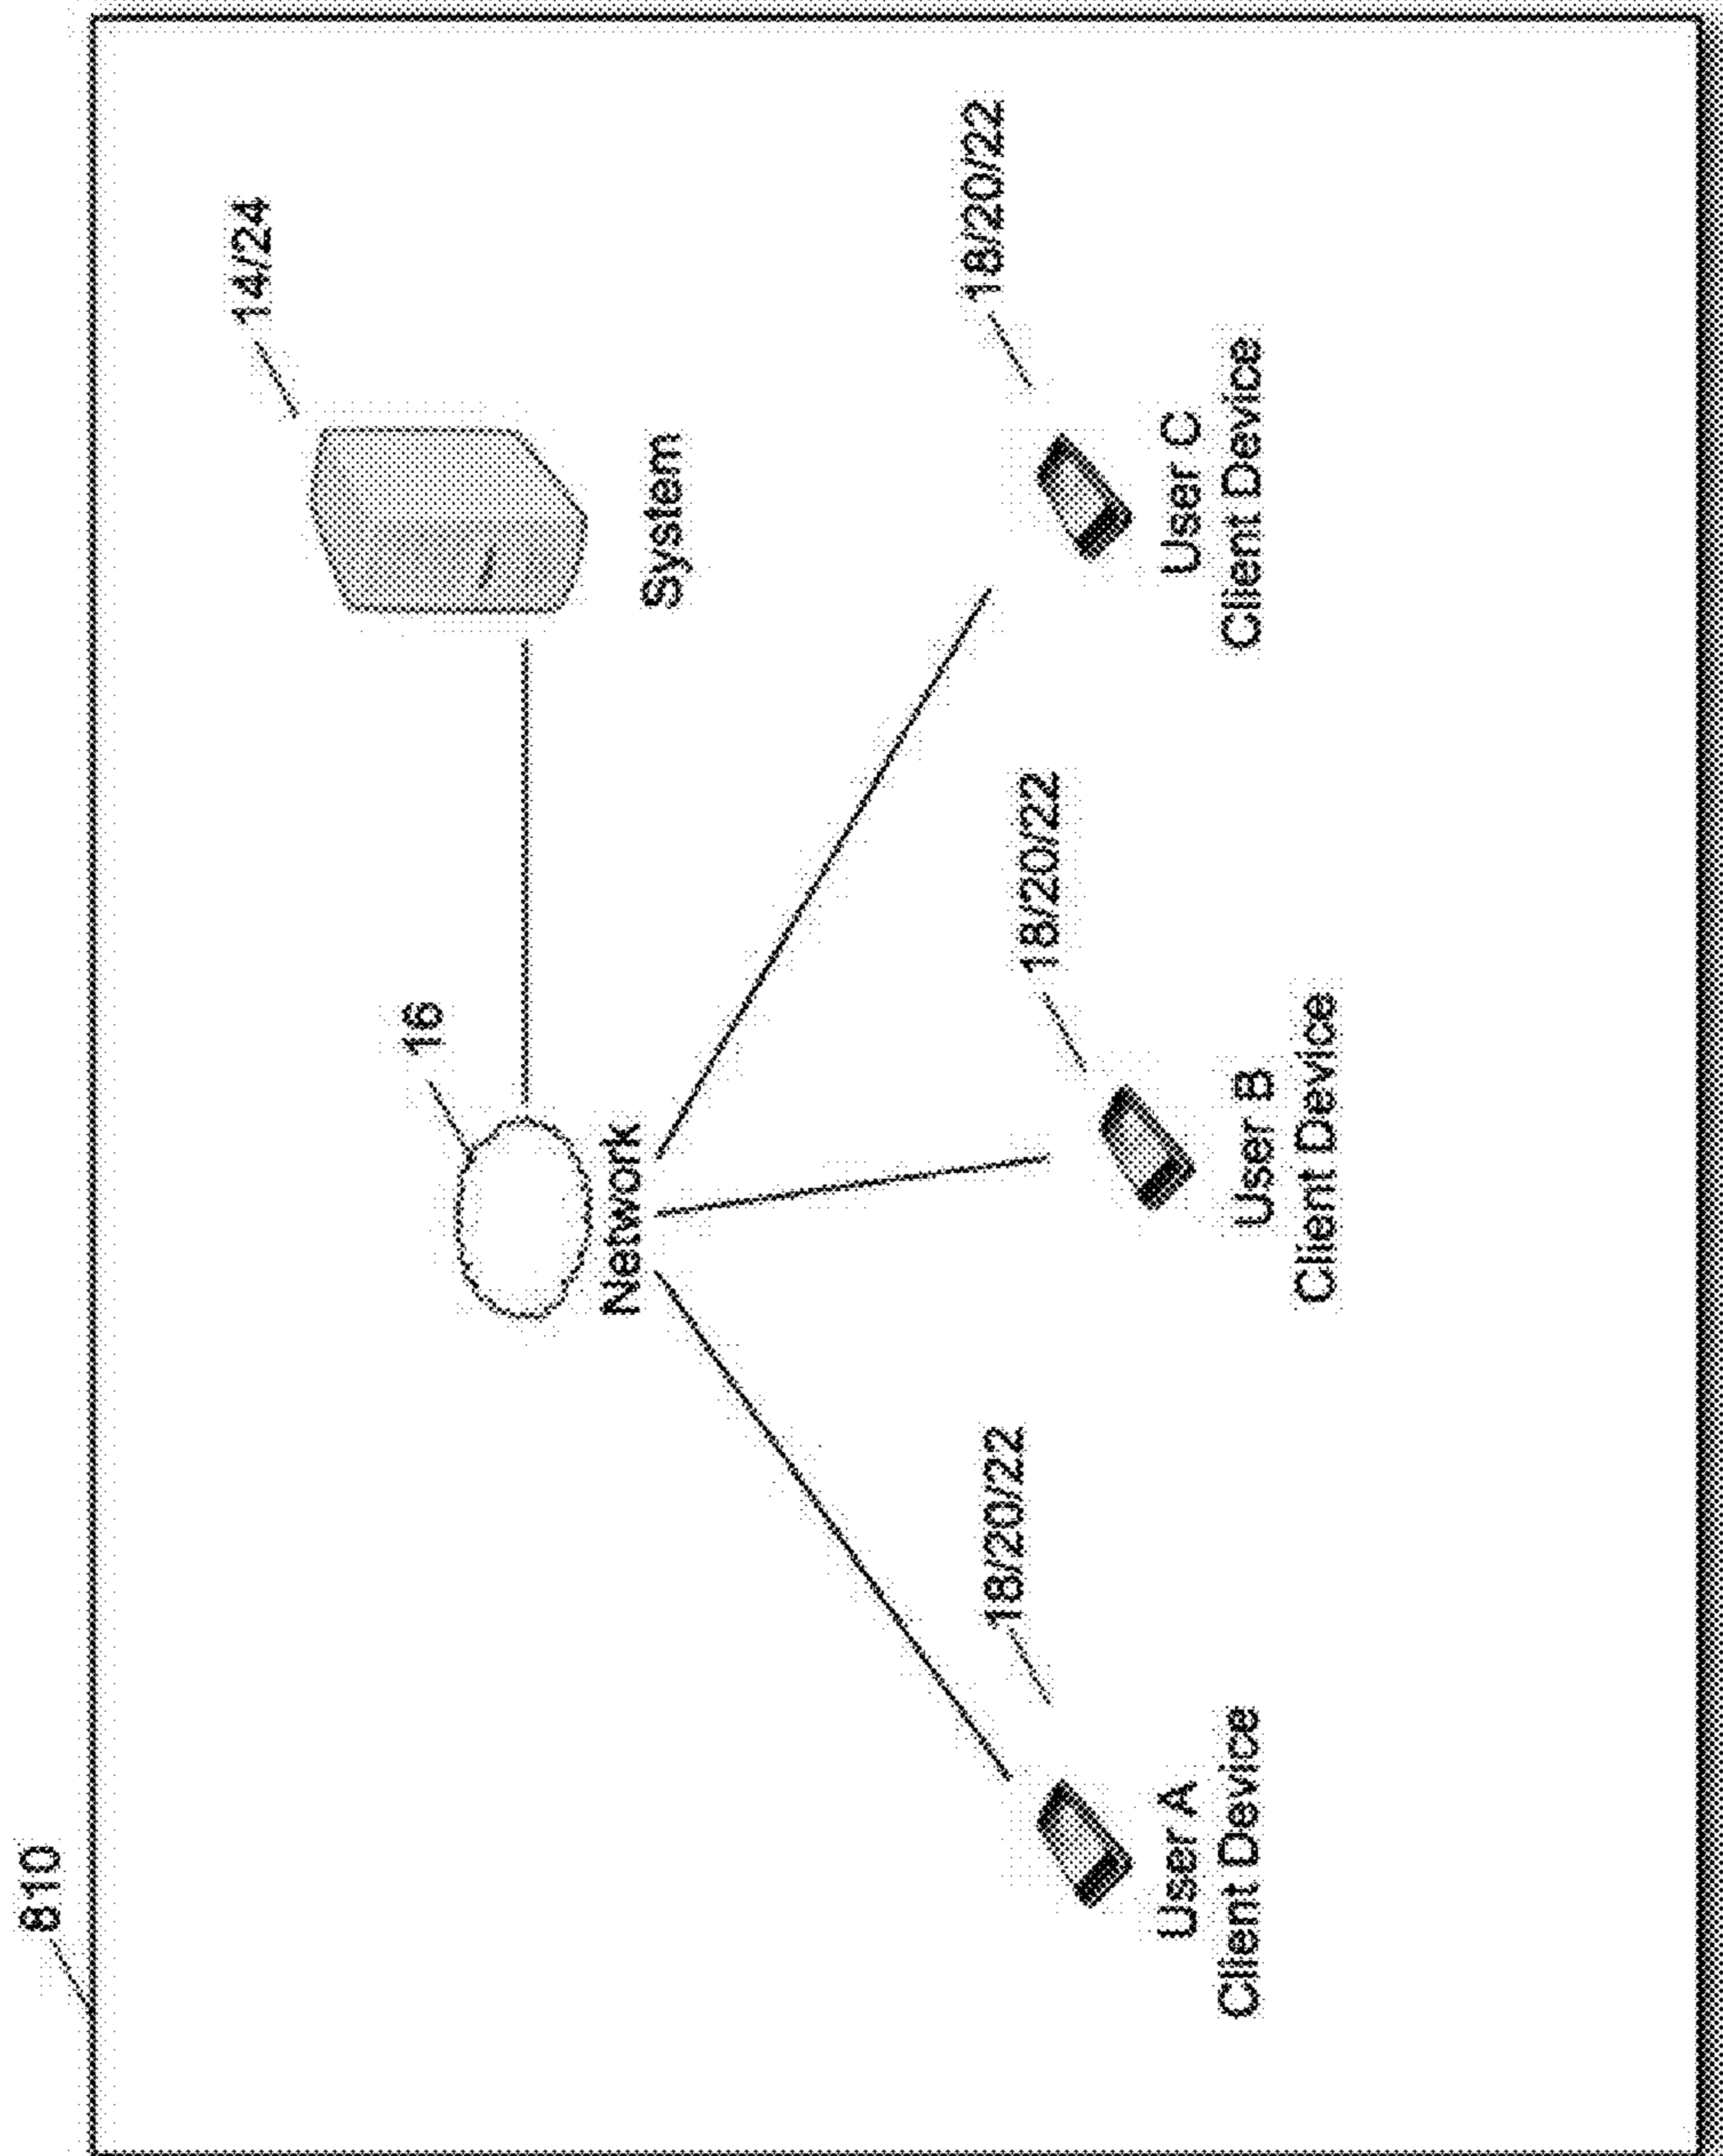 810
14/24
System
16
Network
18/20/22
User A
Client Device
18/20/22
User B
Client Device
18/20/22
User C
Client Device